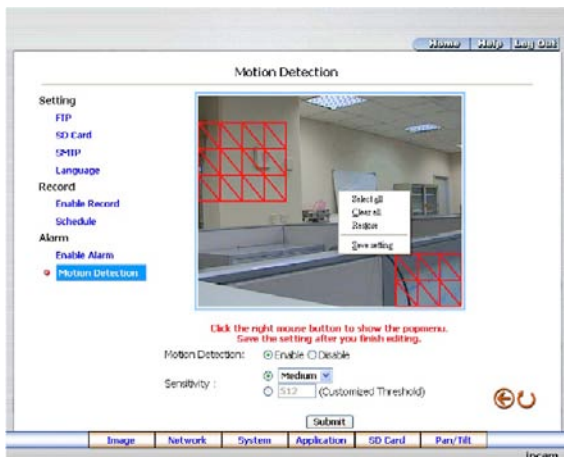 Home Help Log Out
Motion Detection
Setting
FTP
SD Card
SMTP
Language
Record
Enable Record
Schedule
Alarm
Enable Alarm
Motion Detection
Select all
Clear all
Restore
Save setting
Click the right mouse button to show the popmenu.
Save the setting after you finish editing.
Motion Detection: Enable Disable
Sensitivity : Medium
512 (Customized Threshold)
Submit
Image Network System Application SD Card Pan/Tilt
ipcam